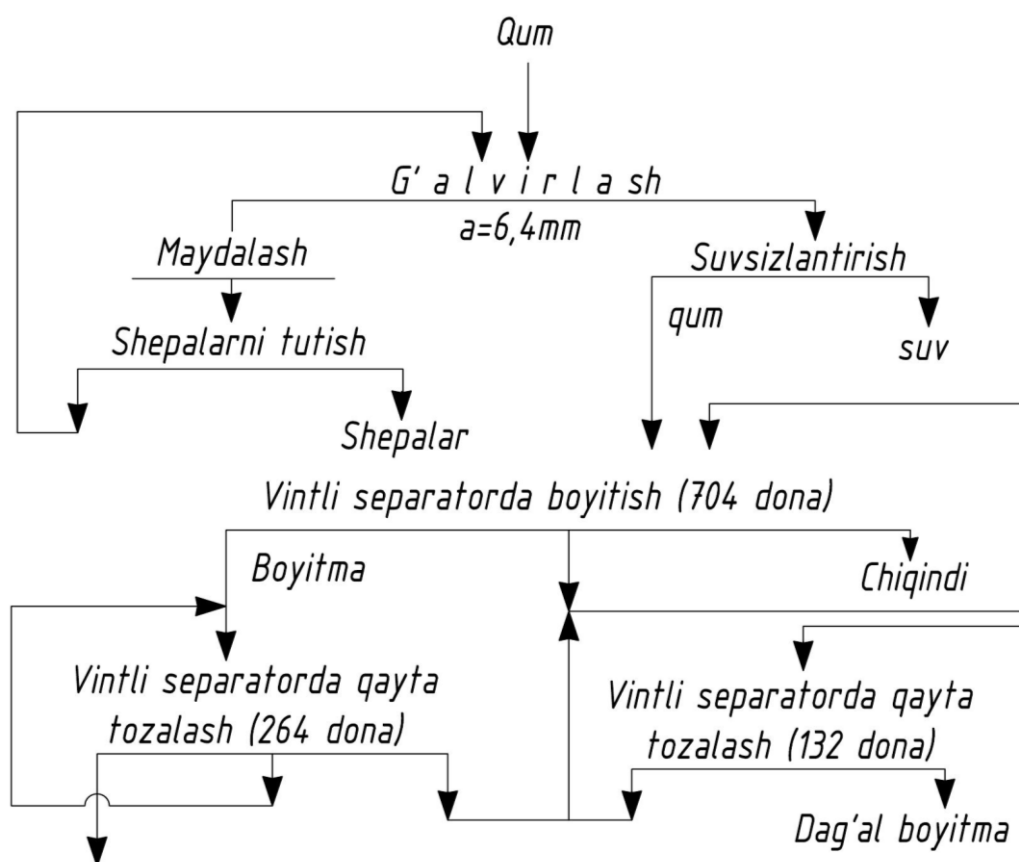 Qum
G'alvirlash
a=6,4mm
Maydalash
Suvsizlantirish
qum
suv
Shepalarni tutish
Shepalar
Vintli separatorda boyitish (704 dona)
Boyitma
Chiqindi
Vintli separatorda qayta
tozalash (264 dona)
Vintli separatorda qayta
tozalash (132 dona)
Dag'al boyitma